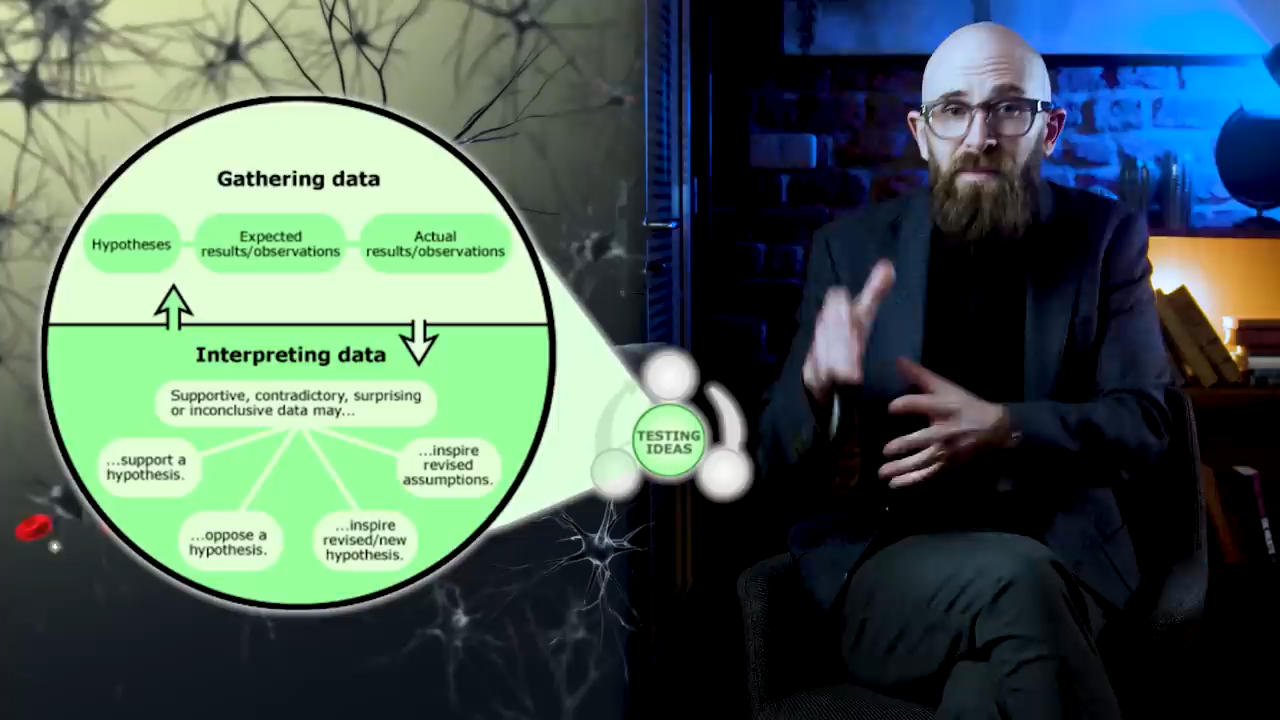 Gathering data
Hypotheses
Expected
results/observations
Actual
results/observations
Interpreting data
Supportive, contradictory, surprising
or inconclusive data may...
...support a
hypothesis.
...inspire
revised
assumptions.
...oppose a
hypothesis.
...inspire
revised/new
hypothesis.
TESTING
IDEAS